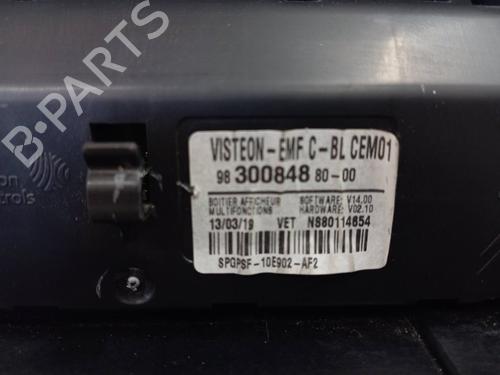 VISTEON-EMF C-BL CEM01
98 300848 80-00
BOITIER AFFICHEUR SOFTWARE: V14.00
MULTIFONCTIONS HARDWARE: V02.10
13/03/19 VET NS80114654
SPGPSF-10E902-AF2
B-PARTS